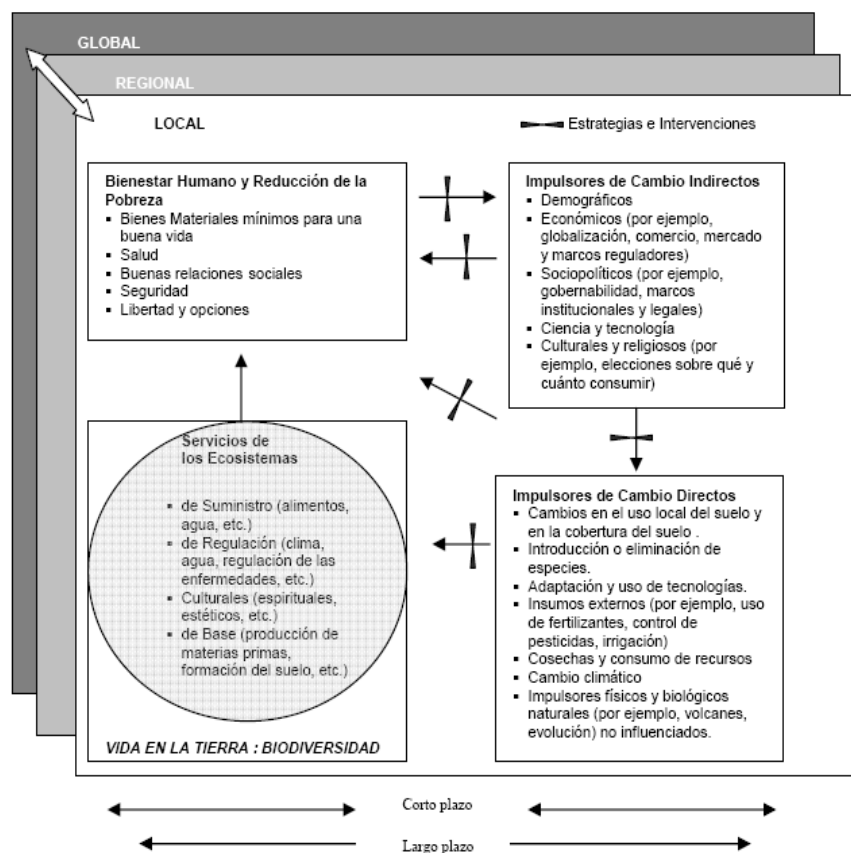 GLOBAL
REGIONAL
LOCAL
Estrategias e Intervenciones
Bienestar Humano y Reducción de la
Pobreza
▪ Bienes Materiales mínimos para una
buena vida
▪ Salud
▪ Buenas relaciones sociales
▪ Seguridad
▪ Libertad y opciones
Impulsores de Cambio Indirectos
▪ Demográficos
▪ Económicos (por ejemplo,
globalización, comercio, mercado
y marcos reguladores)
▪ Sociopolíticos (por ejemplo,
gobernabilidad, marcos
institucionales y legales)
▪ Ciencia y tecnología
▪ Culturales y religiosos (por
ejemplo, elecciones sobre qué y
cuánto consumir)
Servicios de
los Ecosistemas
▪ de Suministro (alimentos,
agua, etc.)
▪ de Regulación (clima,
agua, regulación de las
enfermedades, etc.)
▪ Culturales (espirituales,
estéticos, etc.)
▪ de Base (producción de
materias primas,
formación del suelo, etc.)
VIDA EN LA TIERRA : BIODIVERSIDAD
Impulsores de Cambio Directos
▪ Cambios en el uso local del suelo y
en la cobertura del suelo .
▪ Introducción o eliminación de
especies.
▪ Adaptación y uso de tecnologías.
▪ Insumos externos (por ejemplo, uso
de fertilizantes, control de
pesticidas, irrigación)
▪ Cosechas y consumo de recursos
▪ Cambio climático
▪ Impulsores físicos y biológicos
naturales (por ejemplo, volcanes,
evolución) no influenciados.
Corto plazo
Largo plazo